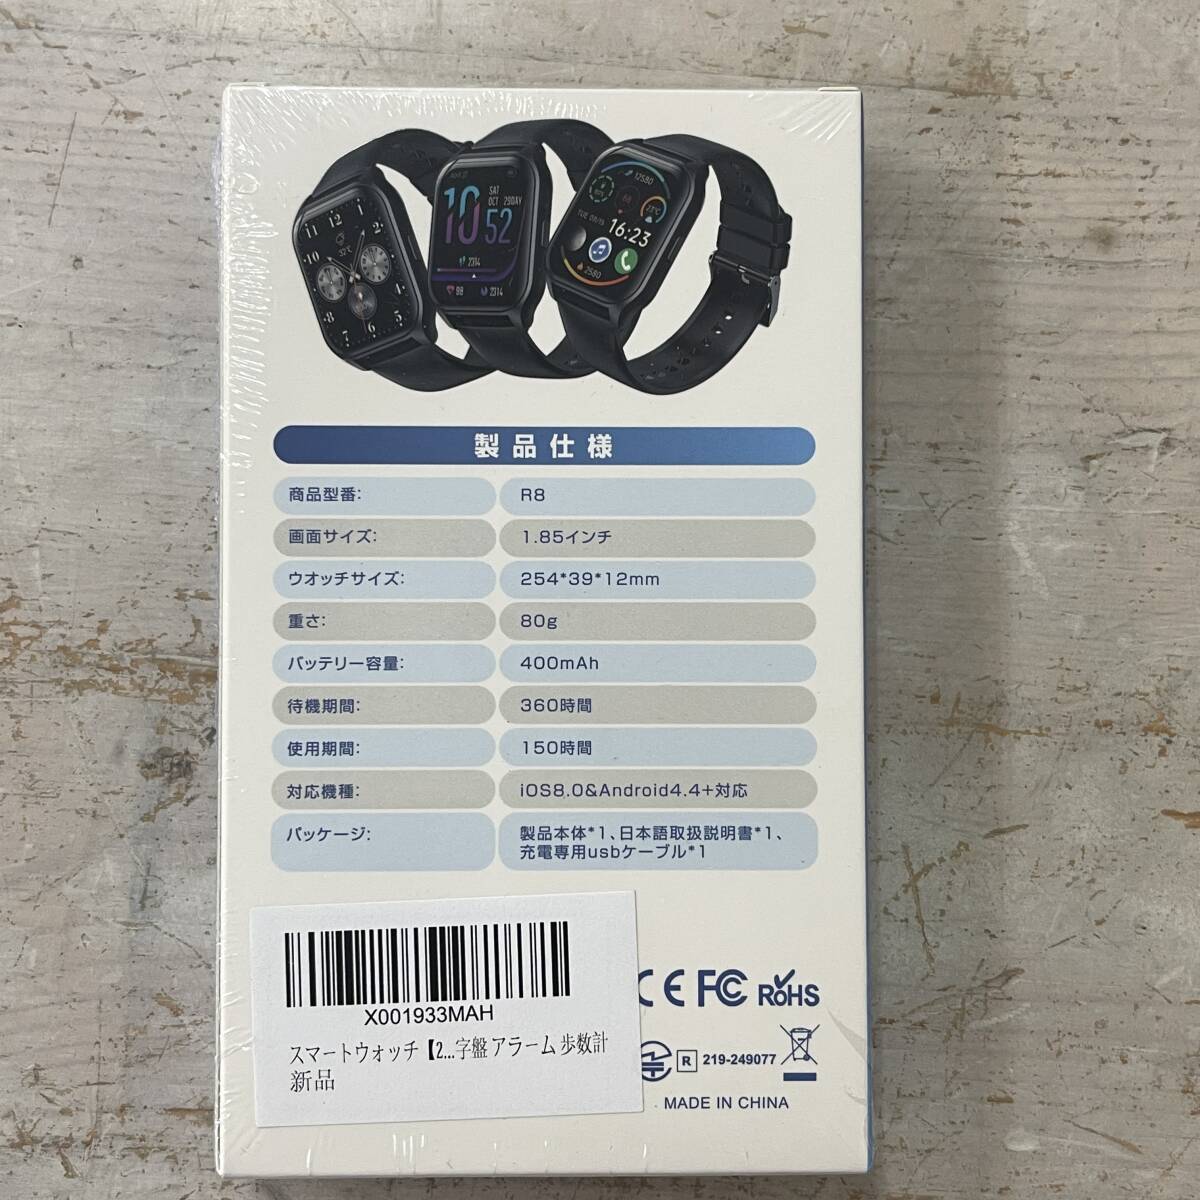 12580
TUE 08/15
16:23
2580
SAT
OCT 29DAY
10 52
2314
98 2314
製品仕様
商品型番: R8
画面サイズ: 1.85インチ
ウオッチサイズ: 254*39*12mm
重さ: 80g
バッテリー容量: 400mAh
待機期間: 360時間
使用期間: 150時間
対応機種: iOS8.0&Android4.4+対応
パッケージ: 製品本体*1、日本語取扱説明書*1、
充電専用usbケーブル*1
X001933MAH
スマートウォッチ【2...字盤 アラーム 歩数計
新品
CE FC RoHS
R 219-249077
MADE IN CHINA